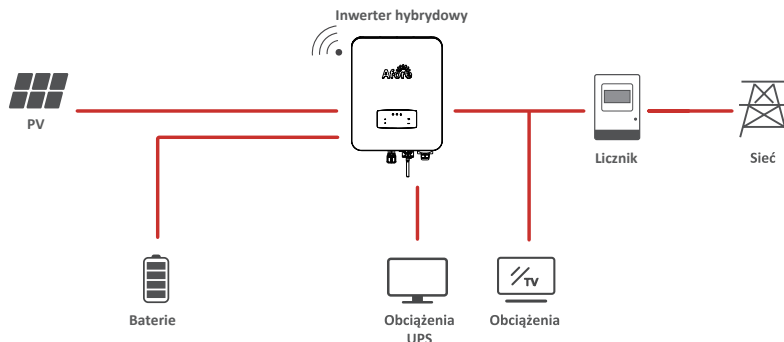 Inwerter hybrydowy
Afore
PV
Licznik
Sieć
TV
Baterie
Obciążenia
UPS
Obciążenia